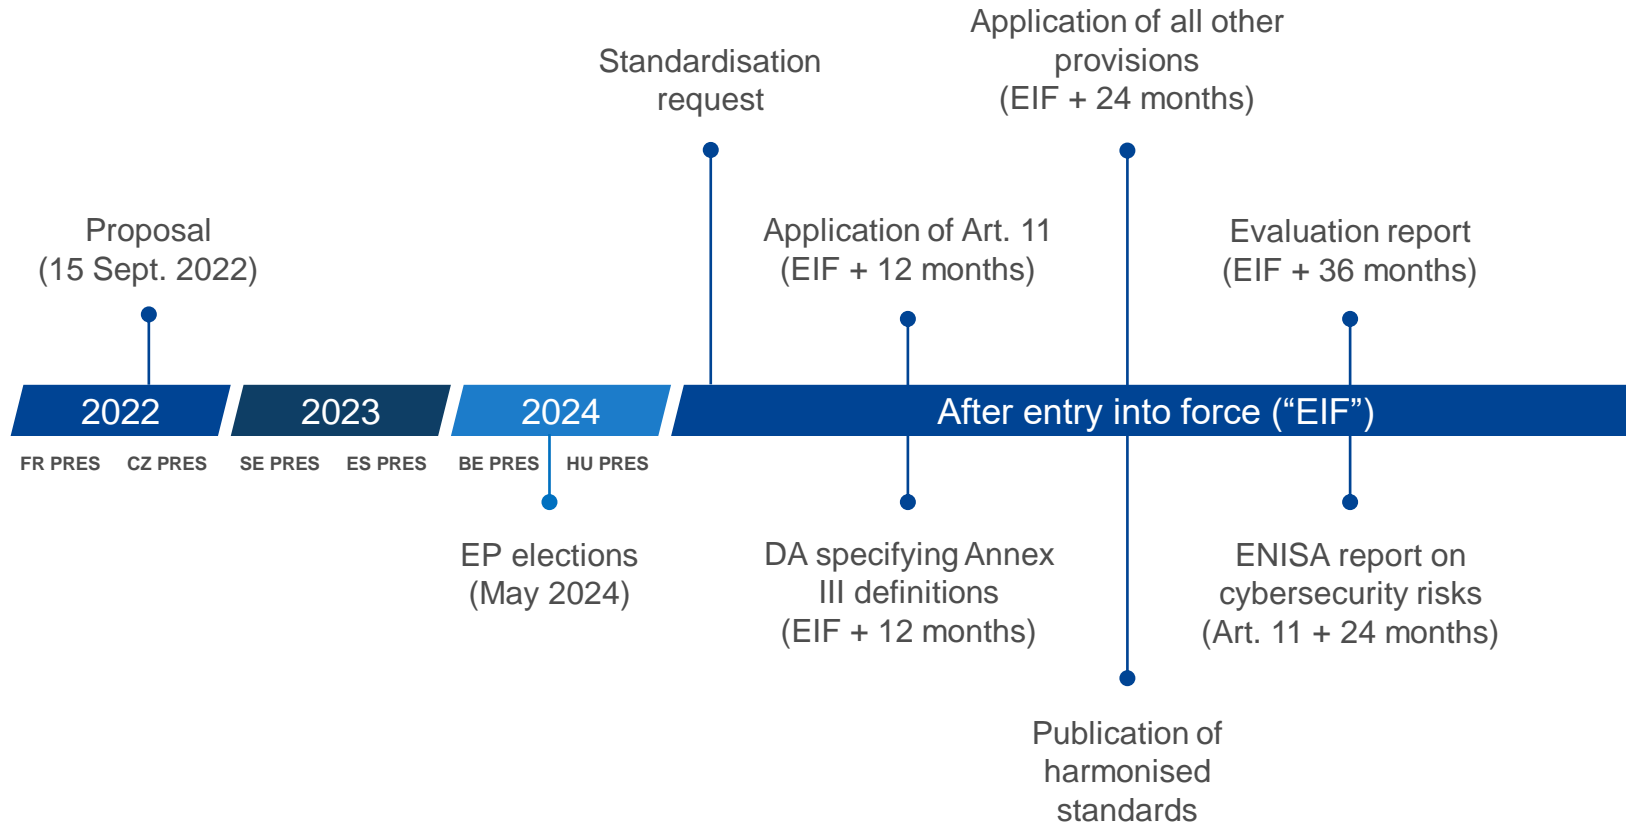 Application of all other
provisions
(EIF + 24 months)
Standardisation
request
Proposal
(15 Sept. 2022)
Application of Art. 11
(EIF + 12 months)
Evaluation report
(EIF + 36 months)
2022
2023
2024
After entry into force (“EIF”)
FR PRES
CZ PRES
SE PRES
ES PRES
BE PRES
HU PRES
EP elections
(May 2024)
DA specifying Annex
III definitions
(EIF + 12 months)
ENISA report on
cybersecurity risks
(Art. 11 + 24 months)
Publication of
harmonised
standards